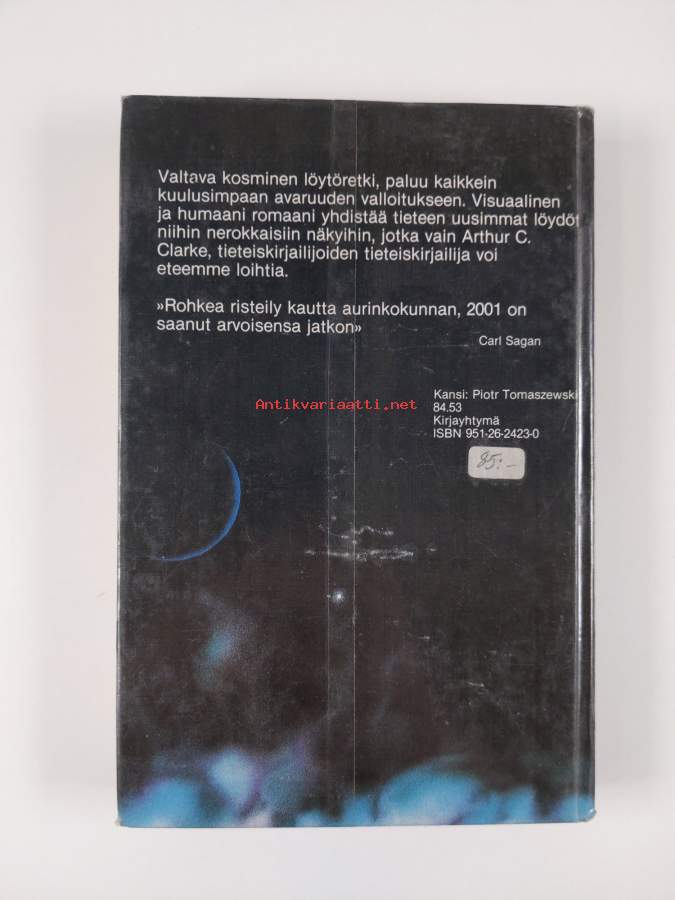 Valtava kosminen löytöretki, paluu kaikkein
kuulusimpaan avaruuden valloitukseen. Visuaalinen
ja humaani romaani yhdistää tieteen uusimmat löydöt
niihin nerokkaisiin näkyihin, jotka vain Arthur C.
Clarke, tieteiskirjailijoiden tieteiskirjailija voi
eteemme loihtia.
»Rohkea risteily kautta aurinkokunnan, 2001 on
saanut arvoisensa jatkon»
Carl Sagan
Kansi: Piotr Tomaszewski
84.53
Kirjayhtymä
ISBN 951-26-2423-0
85:-
Antikvariaatti.net